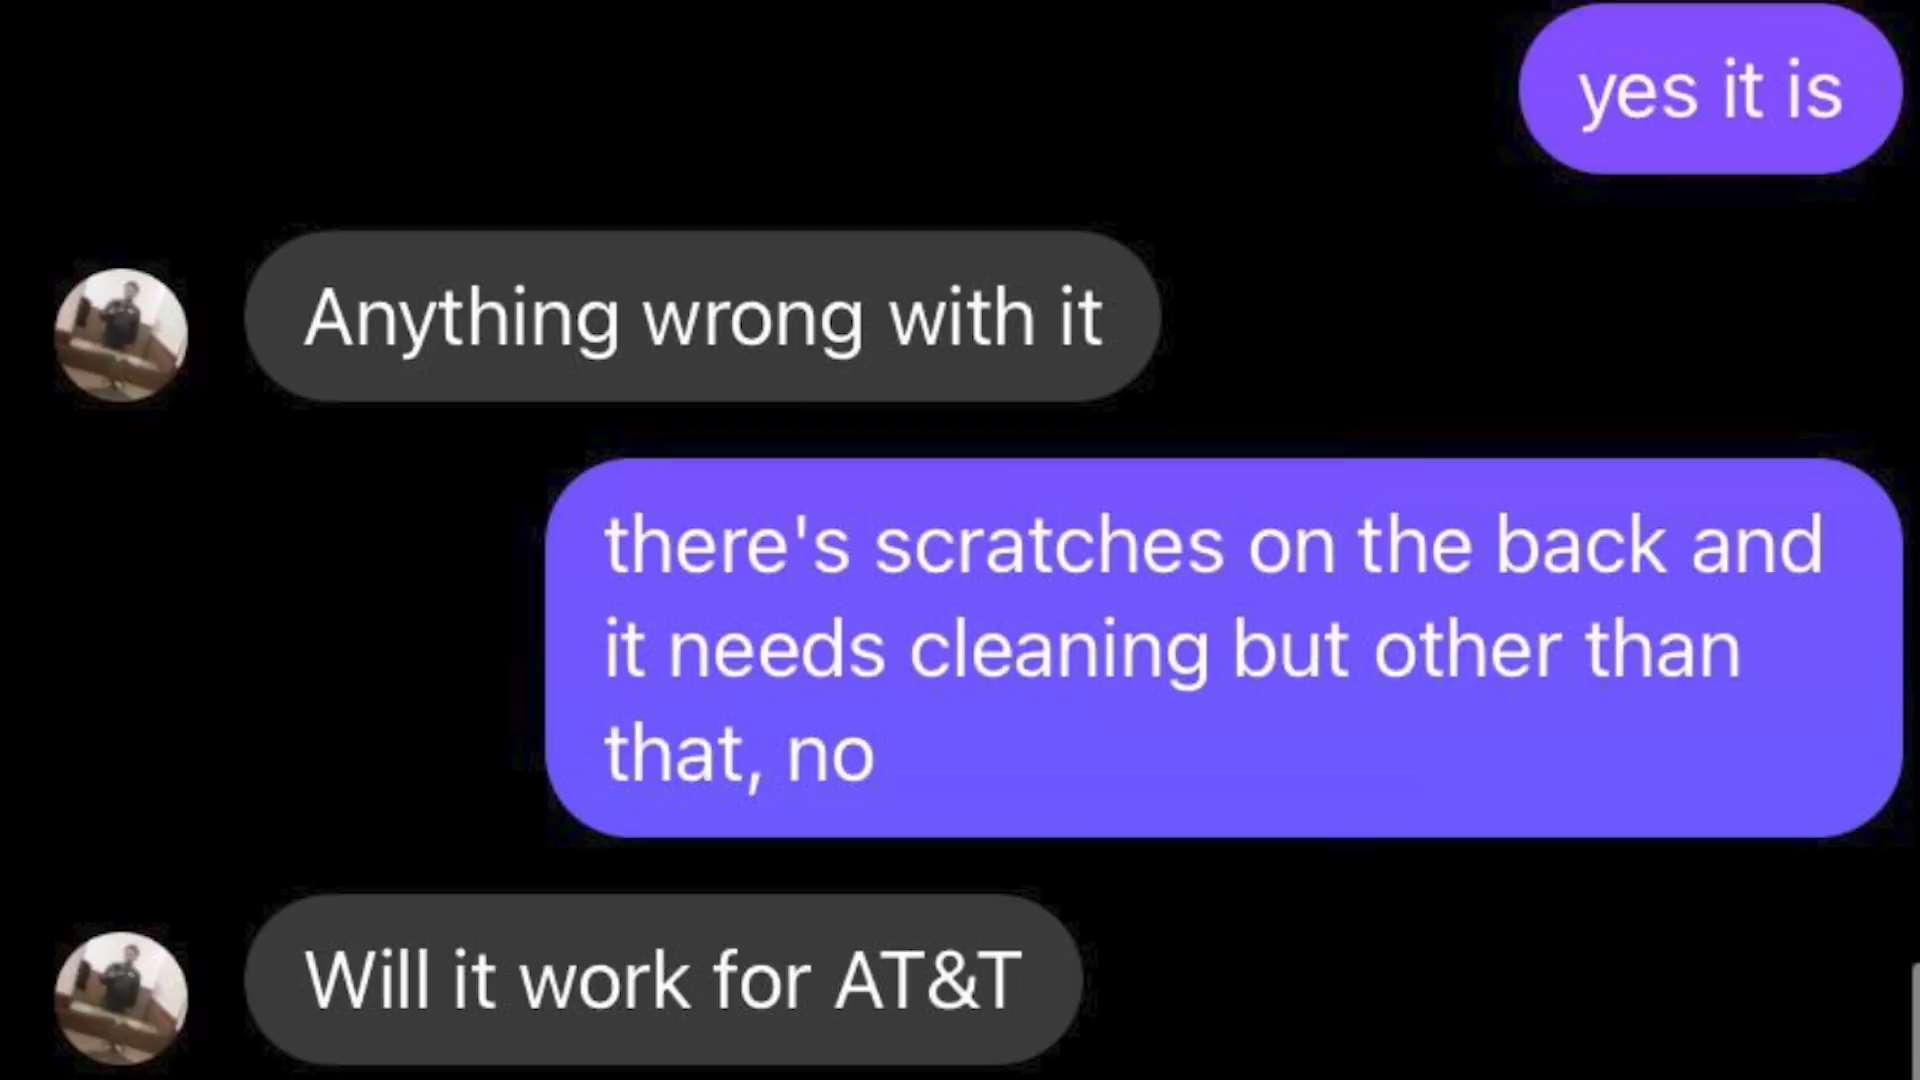 yes it is
Anything wrong with it
there's scratches on the back and
it needs cleaning but other than
that, no
Will it work for AT&T